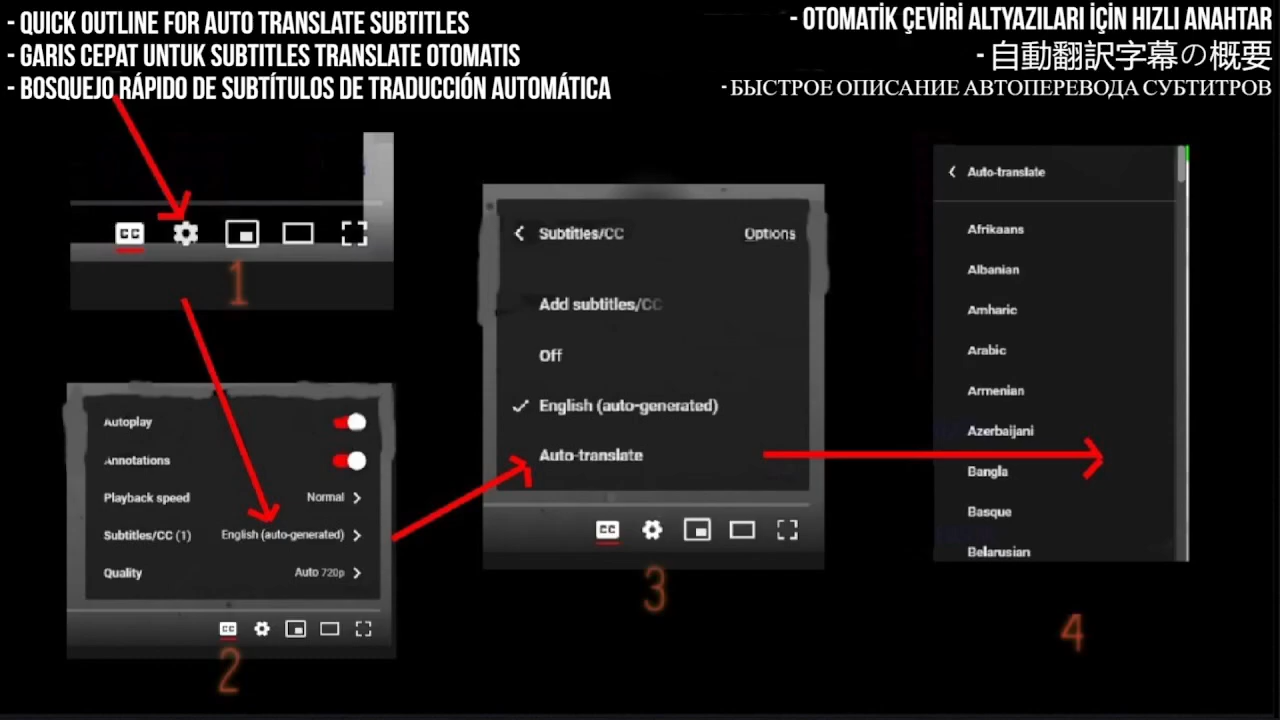 - QUICK OUTLINE FOR AUTO TRANSLATE SUBTITLES
- GARIS CEPAT UNTUK SUBTITLES TRANSLATE OTOMATIS
- BOSQUEJO RÁPIDO DE SUBTÍTULOS DE TRADUCCIÓN AUTOMÁTICA
- OTOMATİK ÇEVİRİ ALTYAZILARI İÇİN HIZLI ANAHTAR
- 自動翻訳字幕の概要
- БЫСТРОЕ ОПИСАНИЕ АВТОПЕРЕВОДА СУБТИТРОВ
CC
1
Autoplay
Annotations
Playback speed Normal
Subtitles/CC (1) English (auto-generated)
Quality Auto 720p
CC
2
Subtitles/CC Options
Add subtitles/CC
Off
English (auto-generated)
Auto-translate
CC
3
Auto-translate
Afrikaans
Albanian
Amharic
Arabic
Armenian
Azerbaijani
Bangla
Basque
Belarusian
4